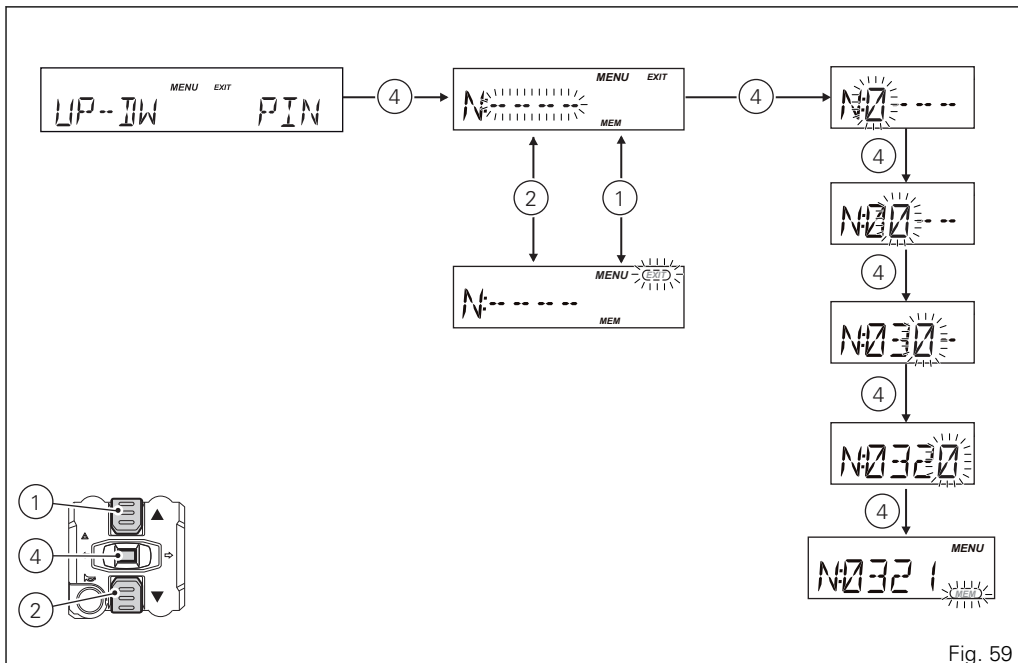 MENU EXIT
UP-DW PIN
4
MENU EXIT
N:----
MEM
4
N:0---
4
2
1
N:00--
4
MENU EXIT
N:----
MEM
N:030-
4
N:0320
4
MENU
N:0321
MEM
1
4
2
Fig. 59